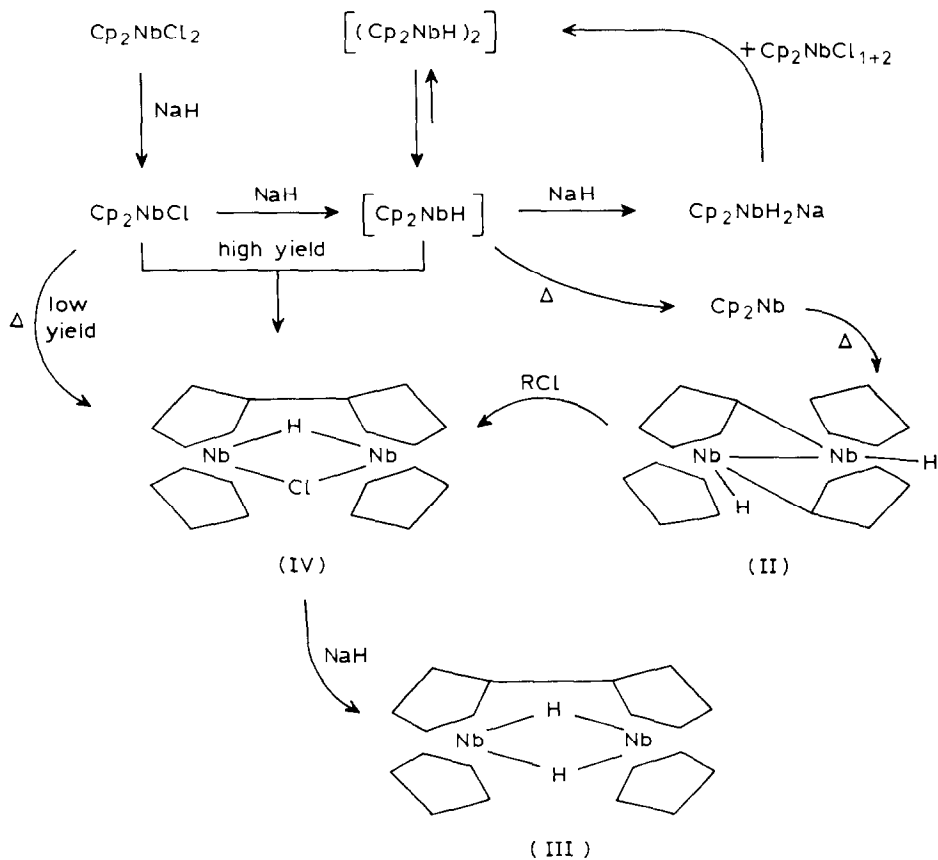 Cp₂NbCl₂
[(Cp₂NbH)₂]
+Cp₂NbCl₁₊₂
NaH
Cp₂NbCl
NaH
[Cp₂NbH]
NaH
Cp₂NbH₂Na
high yield
Δ
low
yield
Δ
Cp₂Nb
Δ
RCl
H
Nb
Nb
Cl
Nb
Nb
H
H
(IV)
(II)
NaH
H
Nb
Nb
H
(III)